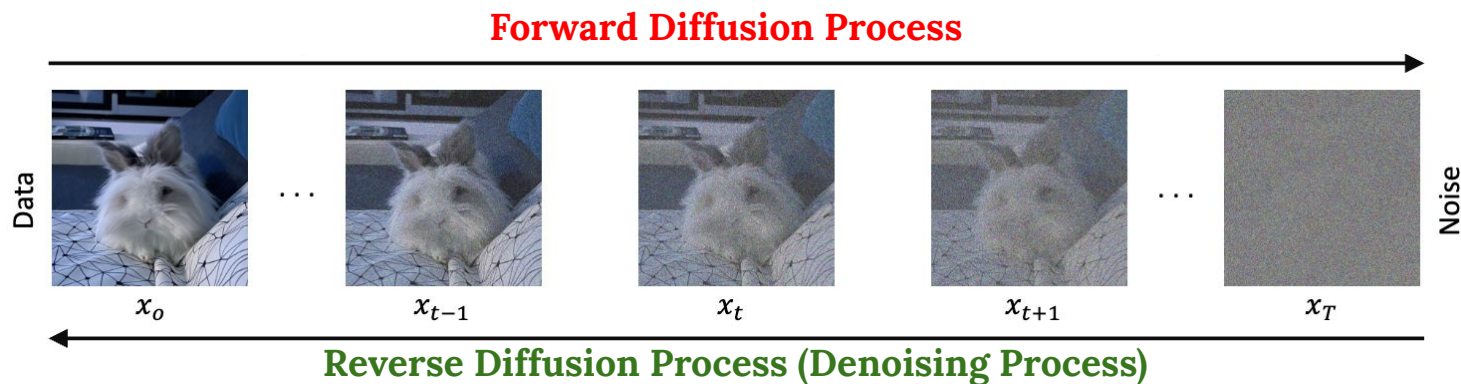 Forward Diffusion Process
Data
. . .
. . .
Noise
x_o
x_{t-1}
x_t
x_{t+1}
x_T
Reverse Diffusion Process (Denoising Process)